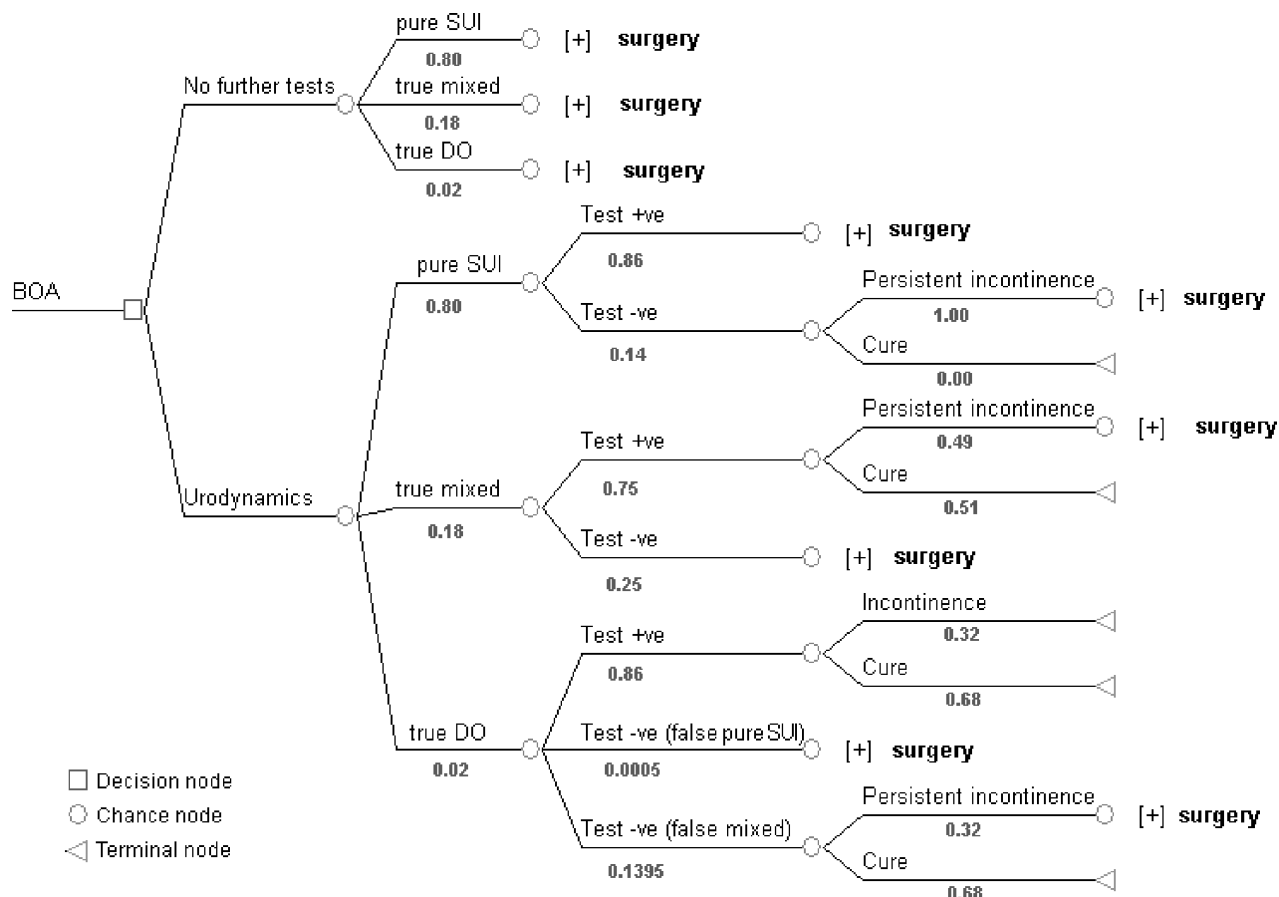 pure SUI
0.80
[+] surgery
No further tests
true mixed
0.18
[+] surgery
true DO
0.02
[+] surgery
BOA
Urodynamics
pure SUI
0.80
Test +ve
0.86
[+] surgery
Test -ve
0.14
Persistent incontinence
1.00
[+] surgery
Cure
0.00
true mixed
0.18
Test +ve
0.75
Persistent incontinence
0.49
[+] surgery
Cure
0.51
Test -ve
0.25
[+] surgery
true DO
0.02
Test +ve
0.86
Incontinence
0.32
Cure
0.68
Test -ve (false pure SUI)
0.0005
[+] surgery
Test -ve (false mixed)
0.1395
Persistent incontinence
0.32
[+] surgery
Cure
0.68
Decision node
Chance node
Terminal node